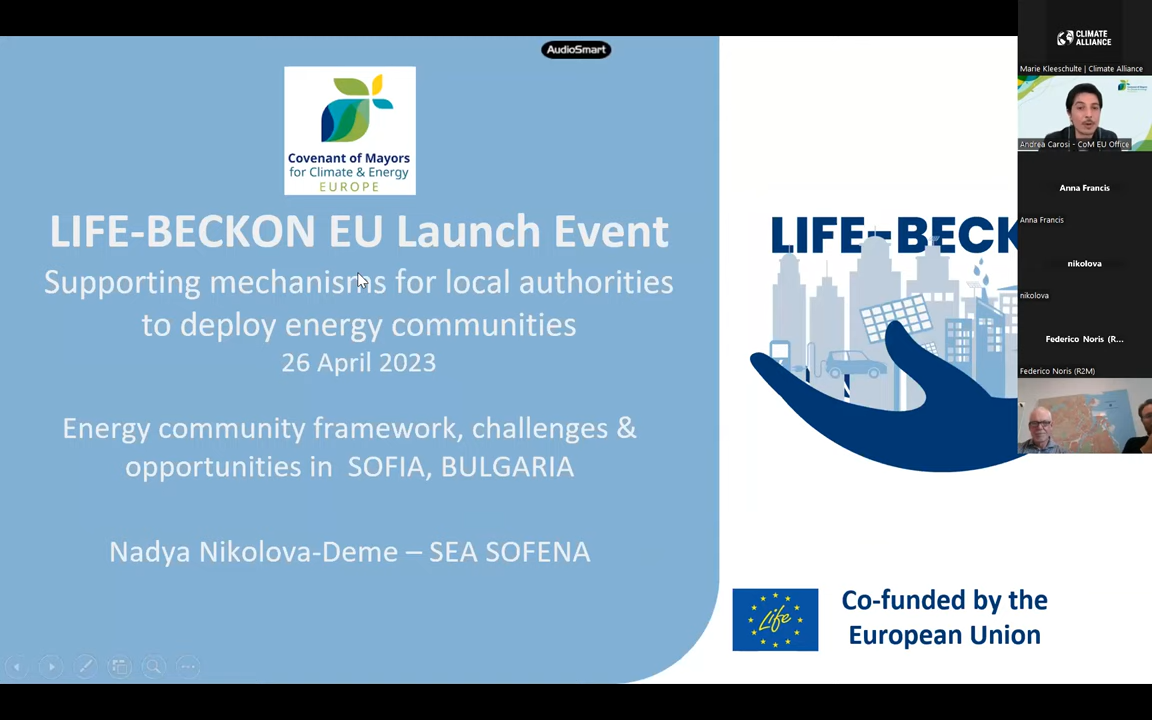 AudioSmart
Covenant of Mayors
for Climate & Energy
EUROPE
LIFE-BECKON EU Launch Event
Supporting mechanisms for local authorities
to deploy energy communities
26 April 2023
Energy community framework, challenges &
opportunities in SOFIA, BULGARIA
Nadya Nikolova-Deme – SEA SOFENA
LIFE-BECK
Life
Co-funded by the
European Union
CLIMATE
ALLIANCE
Marie Kleeschulte | Climate Alliance
Andrea Carosi - CoM EU Office
Anna Francis
Anna Francis
nikolova
nikolova
Federico Noris (R...
Federico Noris (R2M)